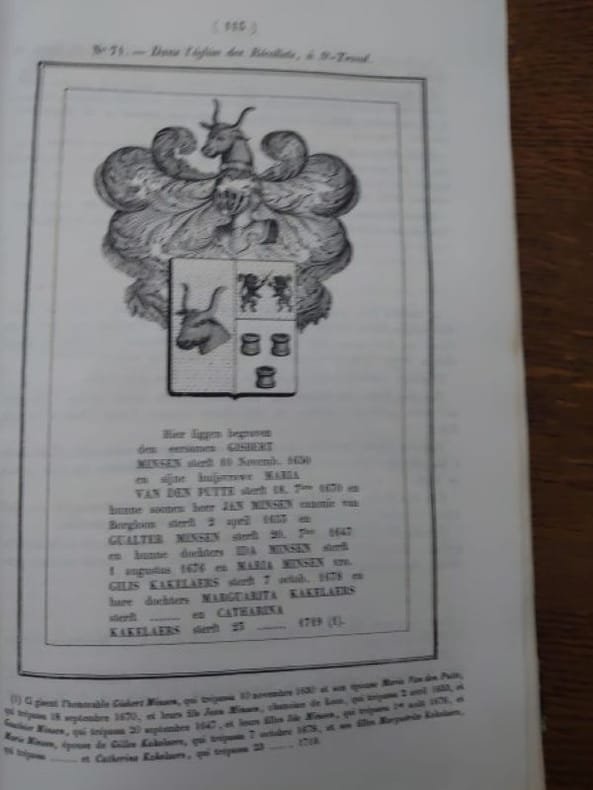 N° 74. — Dans l'église des Récollets, à St-Trond.
Hier liggen begraven
den eersamen GISBERT
MINSEN sterft 10 Novemb. 1650
en sijne huijsvrouwe MARIA
VAN DEN PUTTE sterft 18. 7bre 1670 en
hunne sonnen heer JAN MINSEN canonic van
Borghom sterft 2 april 1653 en
GUALTER MINSEN sterft 20. 7bre 1647
en hunne dochters IDA MINSEN sterft
1 augustus 1676 en MARIA MINSEN
GILIS KAKELAERS sterft 7 octob. 1678 en
hare dochters MARGUARITA KAKELAERS
sterft ........ en CATHARINA
KAKELAERS sterft 23 ........ 1719 (1).
(1) Ci gisent l'honorable Gisbert Minsen, qui trépassa 10 novembre 1650 et son épouse Marie Van den Putte,
qui trépassa 18 septembre 1670, et leurs fils Jean Minsen, chanoine de Looz, qui trépassa 2 avril 1653, et
Gauthier Minsen, qui trépassa 20 septembre 1647, et leurs filles Ide Minsen, qui trépassa 1er août 1676, et
Marie Minsen, épouse de Gilles Kakelaers, qui trépassa 7 octobre 1678, et ses filles Marguerite Kakelaers,
qui trépassa ........ et Catherine Kakelaers, qui trépassa 23 ........ 1719.